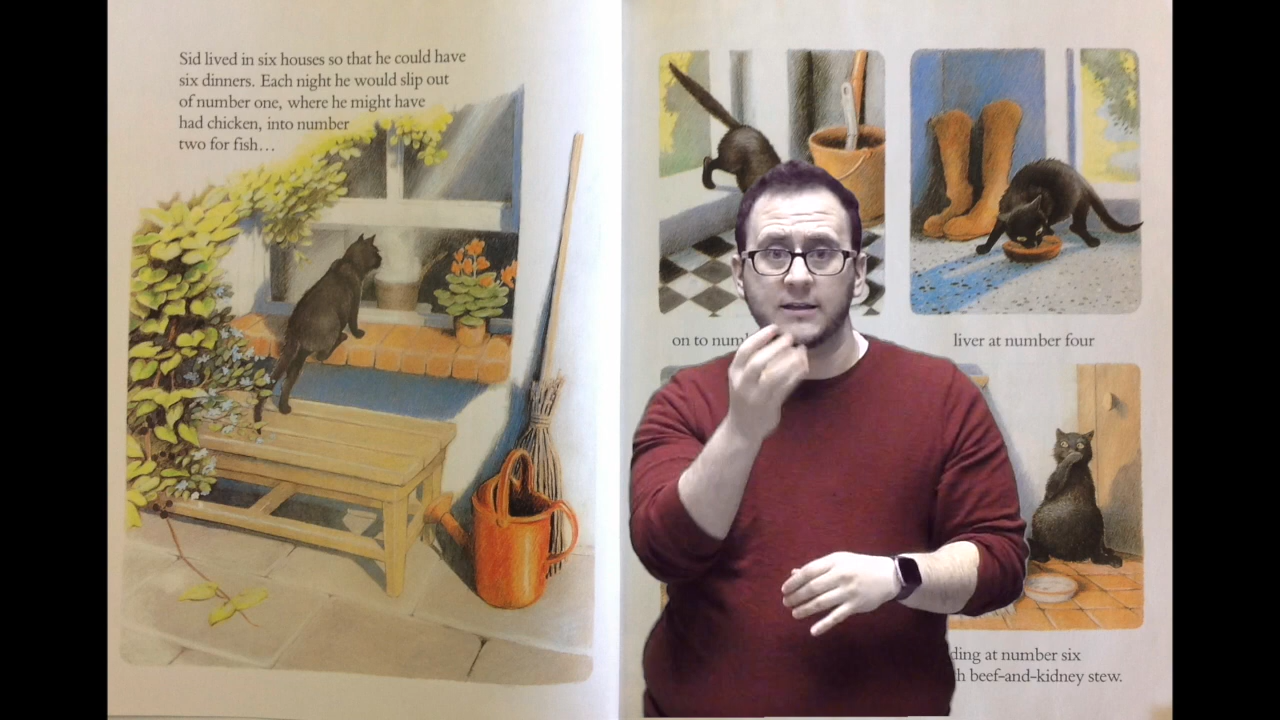 Sid lived in six houses so that he could have
six dinners. Each night he would slip out
of number one, where he might have
had chicken, into number
two for fish…
on to
liver at number four
at number six
beef-and-kidney stew.